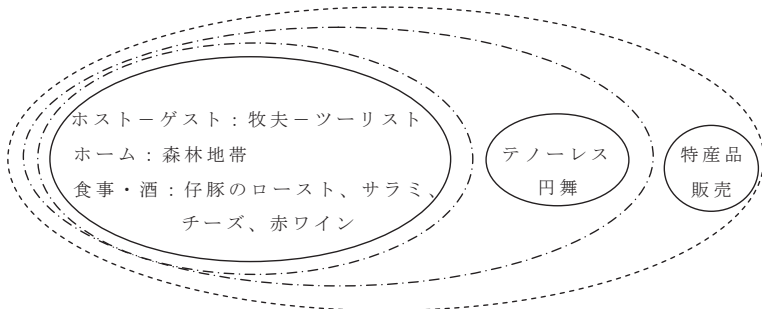 ホスト－ゲスト：牧夫－ツーリスト
ホーム：森林地帯
食事・酒：仔豚のロースト、サラミ、
チーズ、赤ワイン
テノーレス
円舞
特産品
販売